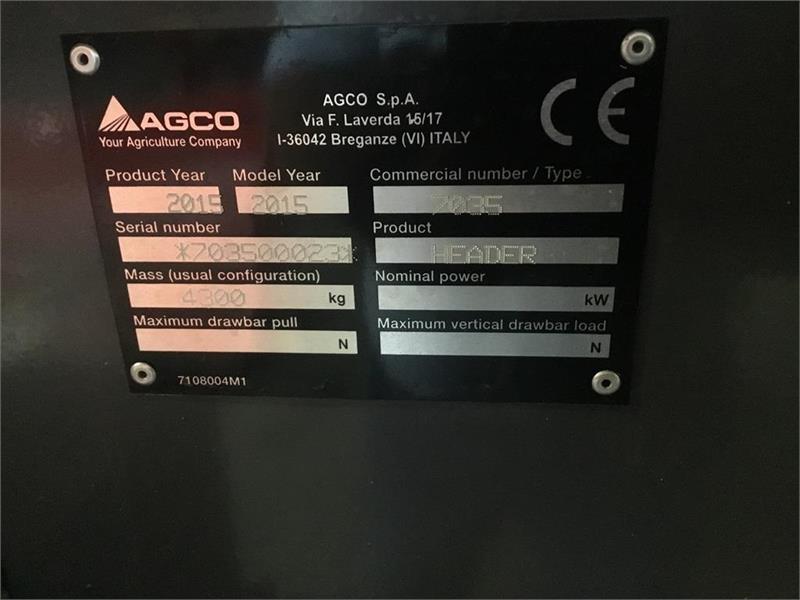 AGCO
Your Agriculture Company
AGCO S.p.A.
Via F. Laverda 15/17
I-36042 Breganze (VI) ITALY
CE
Product Year Model Year Commercial number / Type
2015 2015 7035
Serial number Product
*703500023* HEADER
Mass (usual configuration) Nominal power
4300 kg kW
Maximum drawbar pull Maximum vertical drawbar load
N N
7108004M1